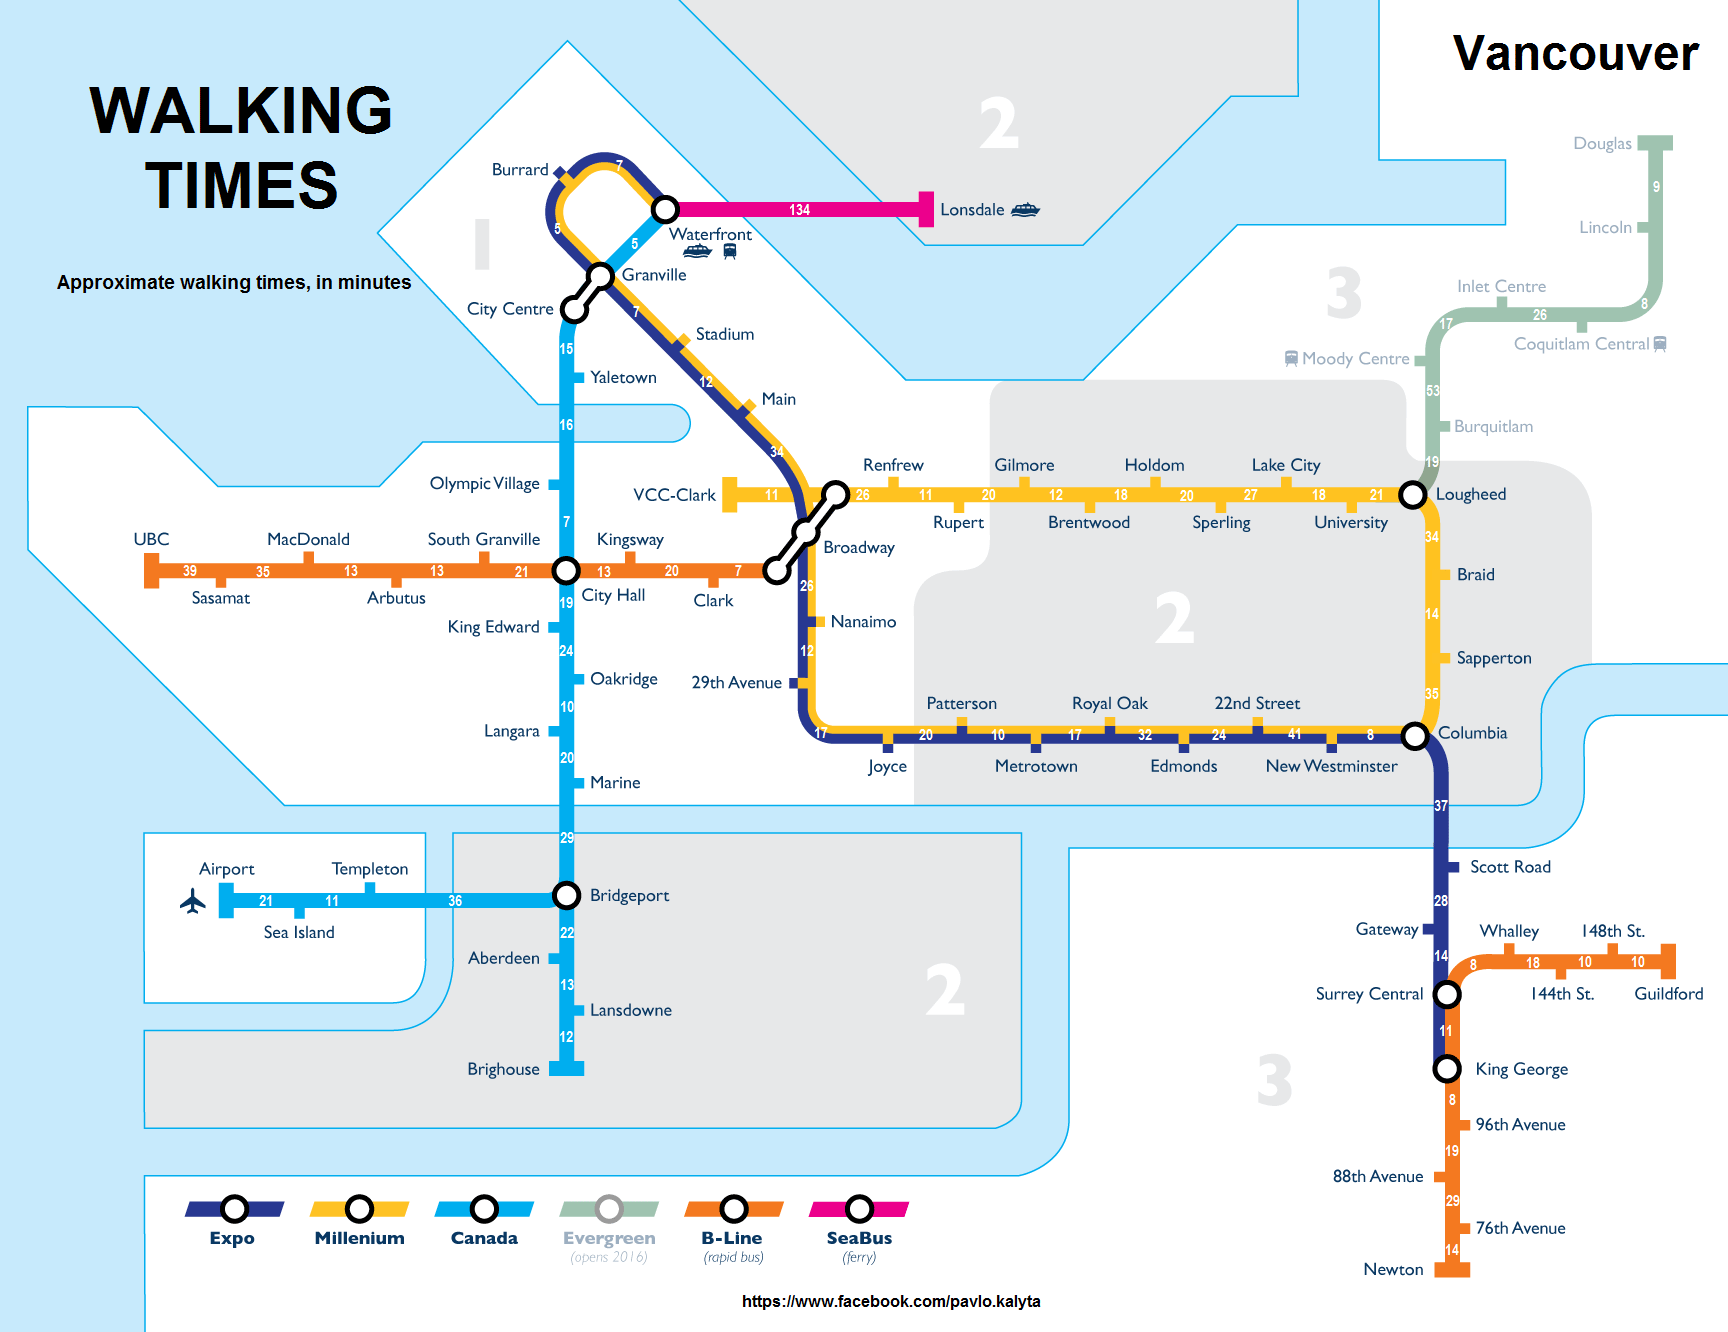 Vancouver
WALKING
TIMES
Approximate walking times, in minutes
1
2
3
2
2
3
Burrard
7
5
Waterfront
134
Lonsdale
5
Granville
City Centre
7
Stadium
12
Main
34
15
Yaletown
16
Olympic Village
7
VCC-Clark
11
26
Renfrew
11
Rupert
20
Gilmore
12
Brentwood
18
Holdom
20
Sperling
27
Lake City
18
University
21
Lougheed
Douglas
9
Lincoln
8
Coquitlam Central
26
Inlet Centre
17
Moody Centre
53
Burquitlam
19
UBC
39
Sasamat
35
MacDonald
13
Arbutus
13
South Granville
21
City Hall
13
Kingsway
20
Clark
7
Broadway
26
Nanaimo
12
29th Avenue
17
Joyce
20
Patterson
10
Metrotown
17
Royal Oak
32
Edmonds
24
22nd Street
41
New Westminster
8
Columbia
34
Braid
14
Sapperton
35
19
King Edward
24
Oakridge
10
Langara
20
Marine
29
Bridgeport
Airport
21
Sea Island
11
Templeton
36
22
Aberdeen
13
Lansdowne
12
Brighouse
37
Scott Road
28
Gateway
14
Surrey Central
8
Whalley
18
144th St.
10
148th St.
10
Guildford
11
King George
8
96th Avenue
19
88th Avenue
29
76th Avenue
14
Newton
Expo
Millenium
Canada
Evergreen
(opens 2016)
B-Line
(rapid bus)
SeaBus
(ferry)
https://www.facebook.com/pavlo.kalyta